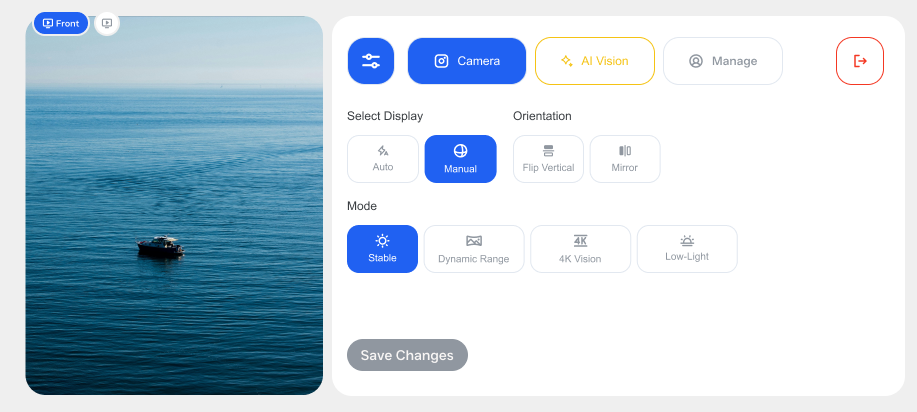 Front
Camera
AI Vision
Manage
Select Display
Orientation
Auto
Manual
Flip Vertical
Mirror
Mode
Stable
Dynamic Range
4K
4K Vision
Low-Light
Save Changes